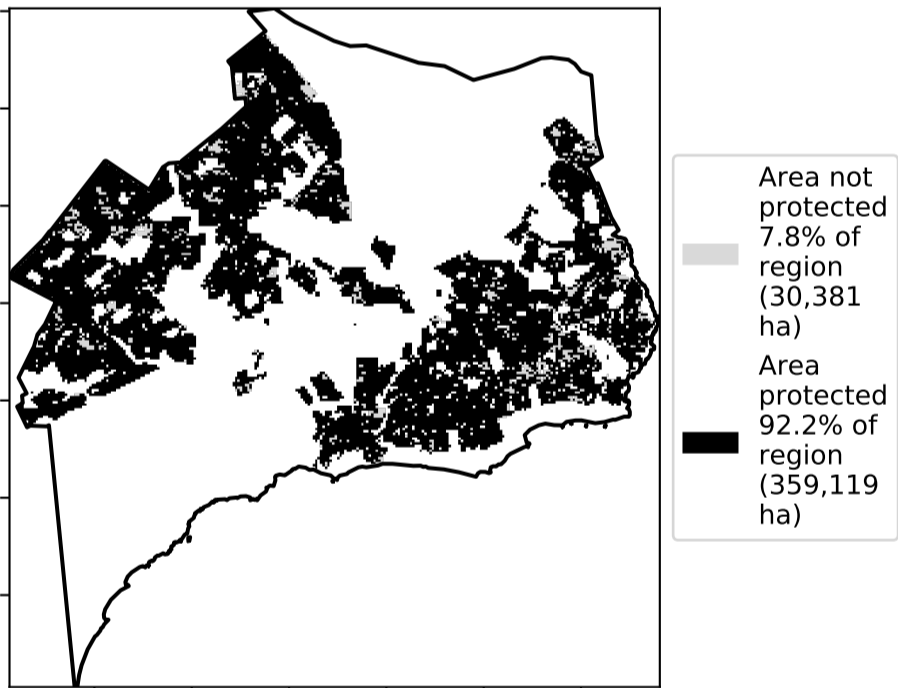 Area not
protected
7.8% of
region
(30,381
ha)
Area
protected
92.2% of
region
(359,119
ha)